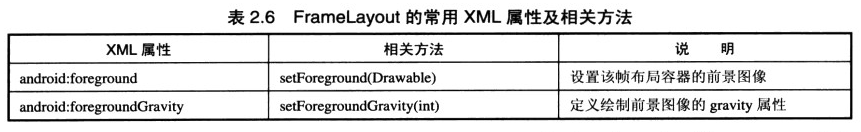 表 2.6 FrameLayout 的常用 XML 属性及相关方法
XML 属性 相关方法 说 明
android:foreground setForeground(Drawable) 设置该帧布局容器的前景图像
android:foregroundGravity setForegroundGravity(int) 定义绘制前景图像的 gravity 属性